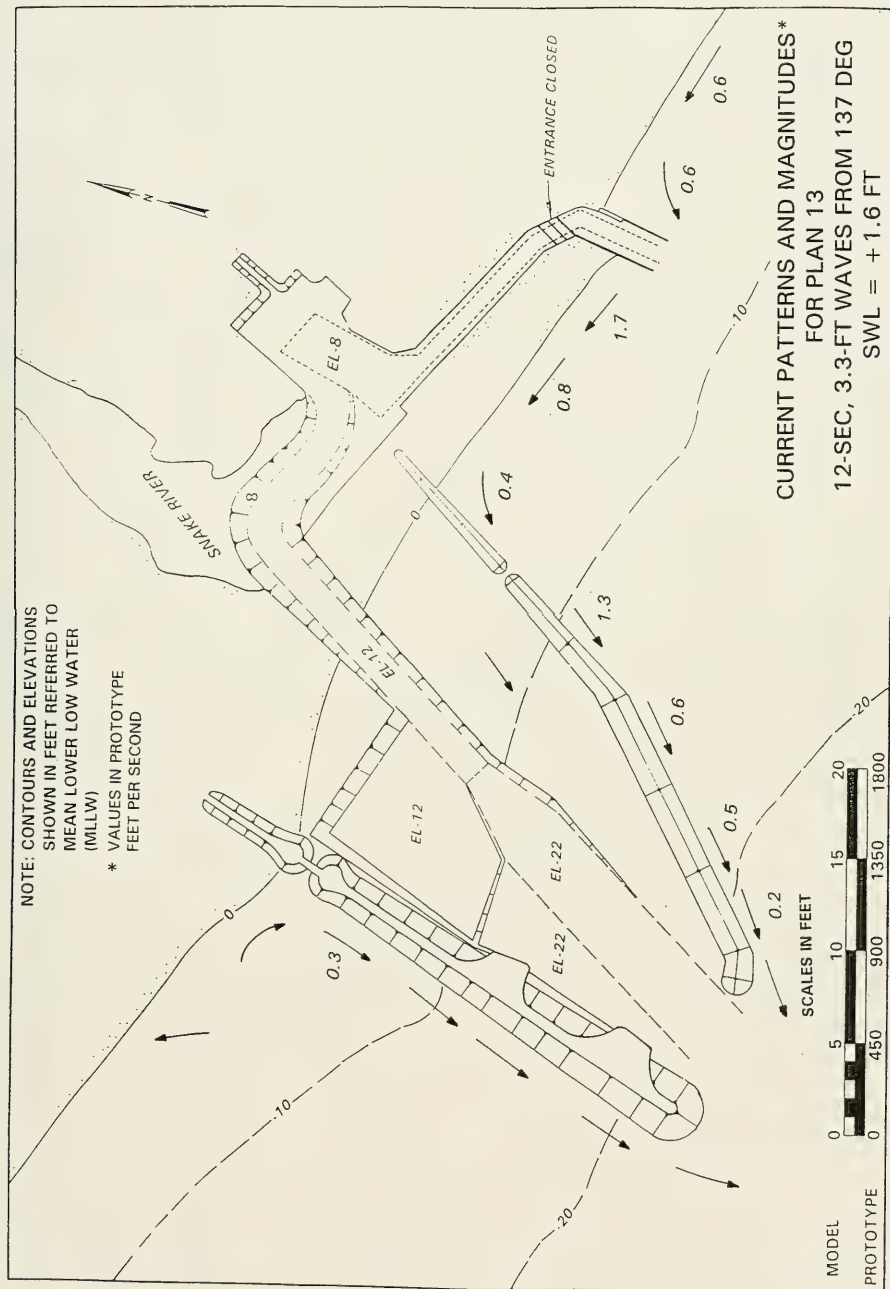 NOTE: CONTOURS AND ELEVATIONS
SHOWN IN FEET REFERRED TO
MEAN LOWER LOW WATER
(MLLW)
* VALUES IN PROTOTYPE
FEET PER SECOND
N
SNAKE RIVER
8
EL-8
ENTRANCE CLOSED
EL-12
EL-12
EL-22
EL-22
0
0
-10
-10
-20
-20
0.3
0.6
0.6
1.7
0.8
0.4
1.3
0.6
0.5
0.2
SCALES IN FEET
MODEL 0 5 10 15 20
PROTOTYPE 0 450 900 1350 1800
CURRENT PATTERNS AND MAGNITUDES*
FOR PLAN 13
12-SEC, 3.3-FT WAVES FROM 137 DEG
SWL = +1.6 FT